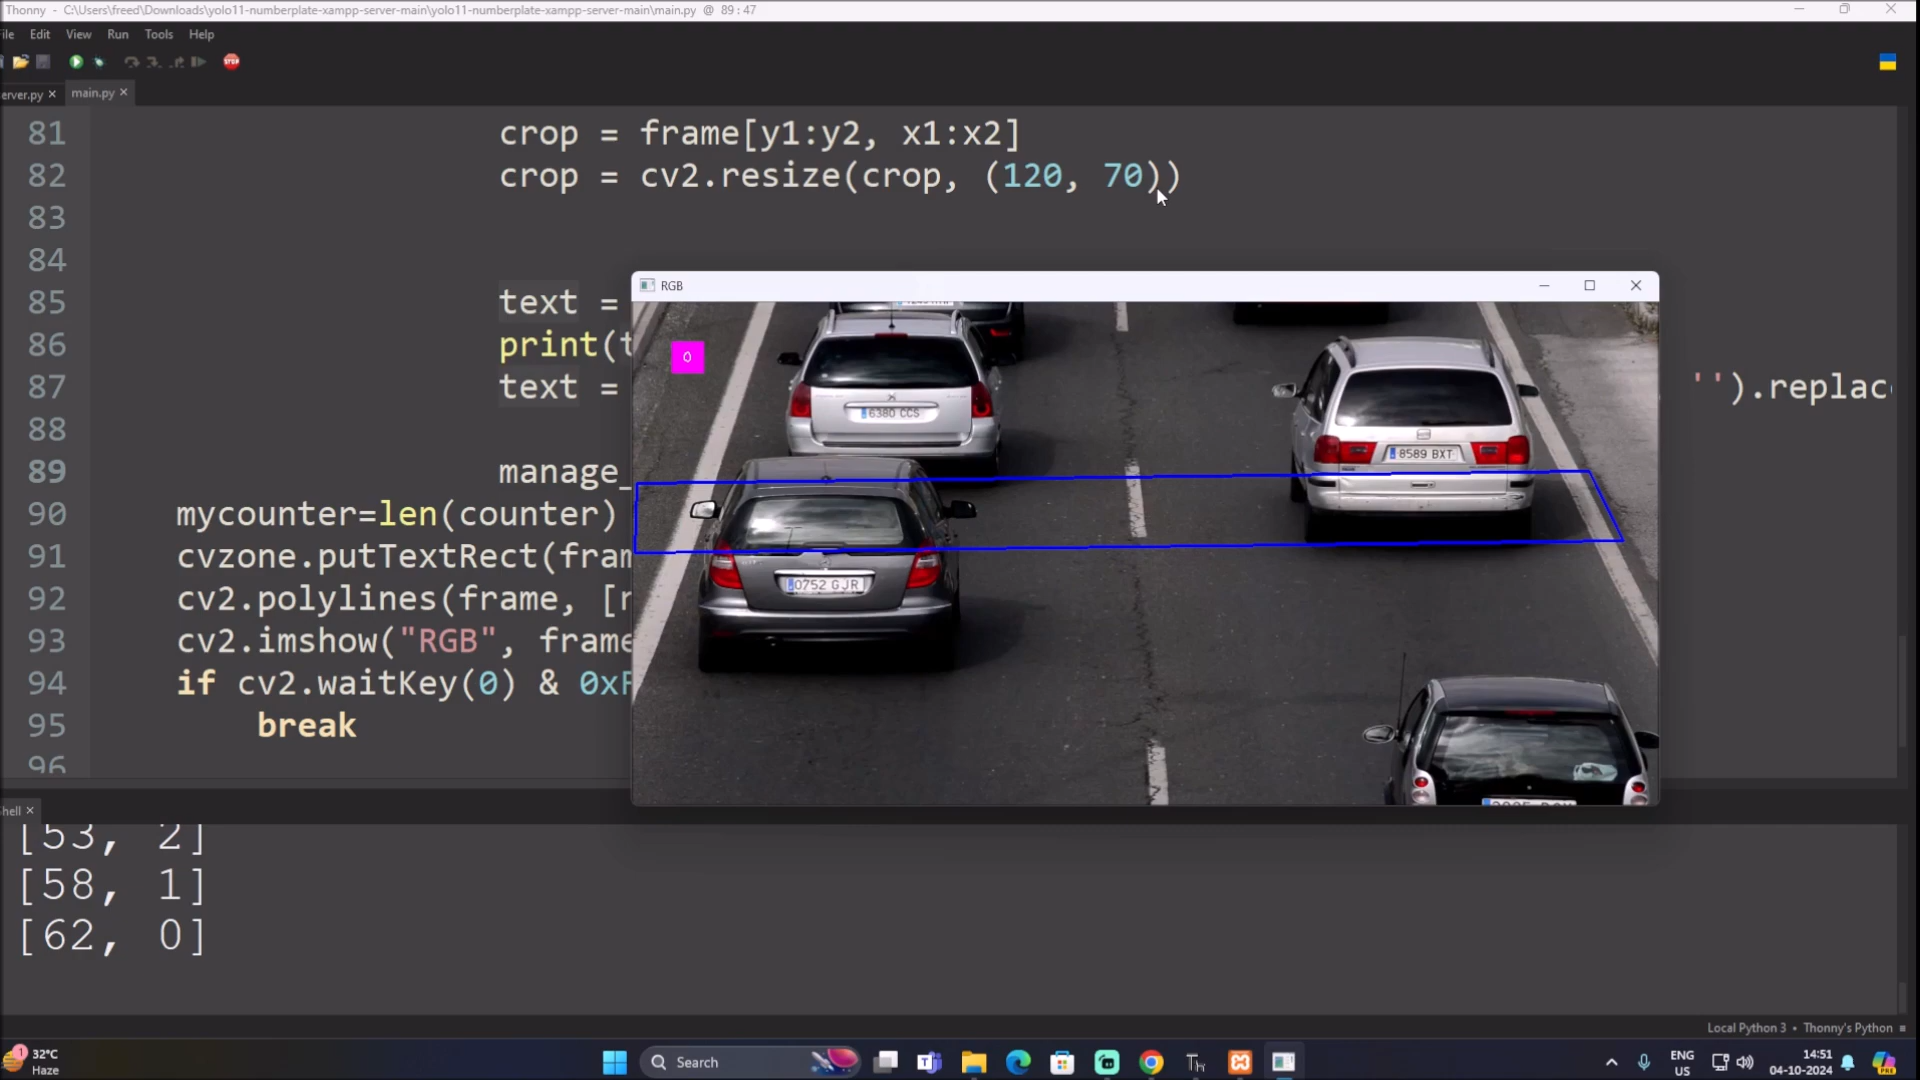 Thonny - C:\Users\freed\Downloads\yolo11-numberplate-xampp-server-main\yolo11-numberplate-xampp-server-main\main.py @ 89 : 47
ile Edit View Run Tools Help
STOP
erver.py × main.py ×
81 crop = frame[y1:y2, x1:x2]
82 crop = cv2.resize(crop, (120, 70))
83
84
85 text =
86 print(t
87 text = '').replac
88
89 manage_
90 mycounter=len(counter)
91 cvzone.putTextRect(fram
92 cv2.polylines(frame, [n
93 cv2.imshow("RGB", frame
94 if cv2.waitKey(0) & 0xF
95 break
96
RGB
0
6380 CCS
8589 BXT
0752 GJR
Shell ×
[53, 2]
[58, 1]
[62, 0]
Local Python 3 • Thonny's Python ≡
1
32°C
Haze
Search
Th
PRE
ENG
US
14:51
04-10-2024